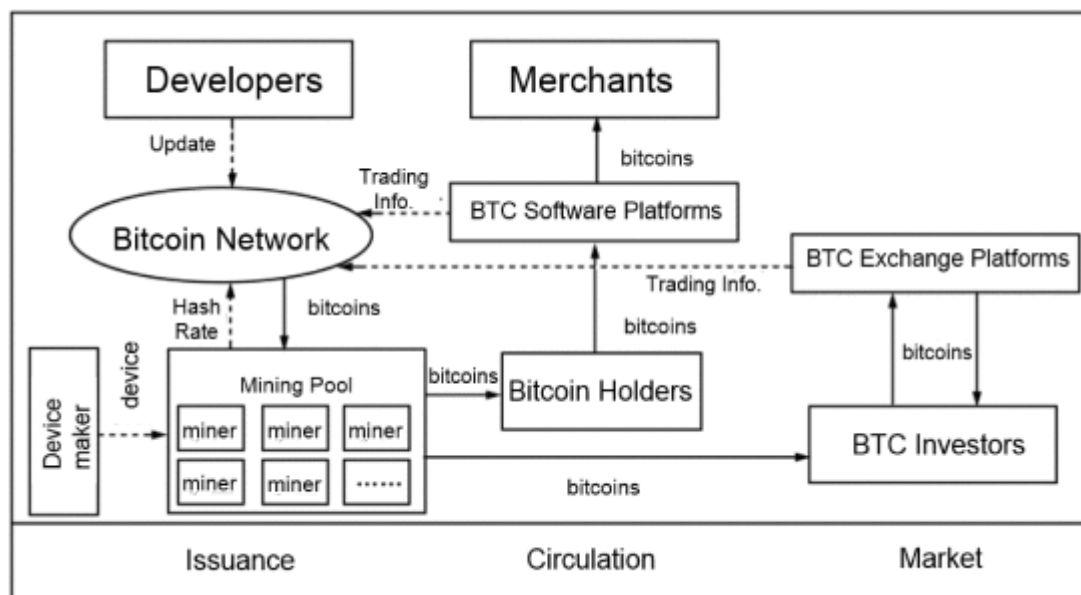 Developers
Merchants
Update
bitcoins
Trading
Info.
BTC Software Platforms
Bitcoin Network
BTC Exchange Platforms
Trading Info.
Hash
Rate
bitcoins
bitcoins
bitcoins
Device
maker
device
Mining Pool
bitcoins
Bitcoin Holders
miner
miner
miner
BTC Investors
miner
miner
......
bitcoins
Issuance
Circulation
Market